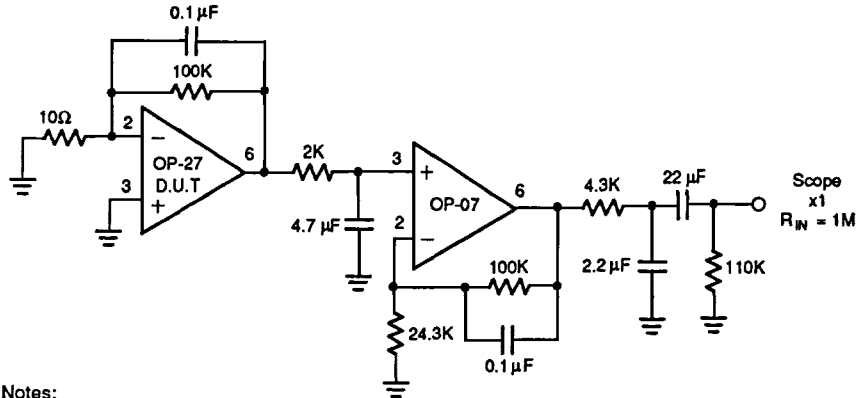 0.1 μF
100K
10Ω
2
3
OP-27
D.U.T
6
2K
4.7 μF
3
2
OP-07
6
100K
24.3K
0.1 μF
4.3K
22 μF
2.2 μF
110K
Scope
x1
R_IN = 1M
Notes: